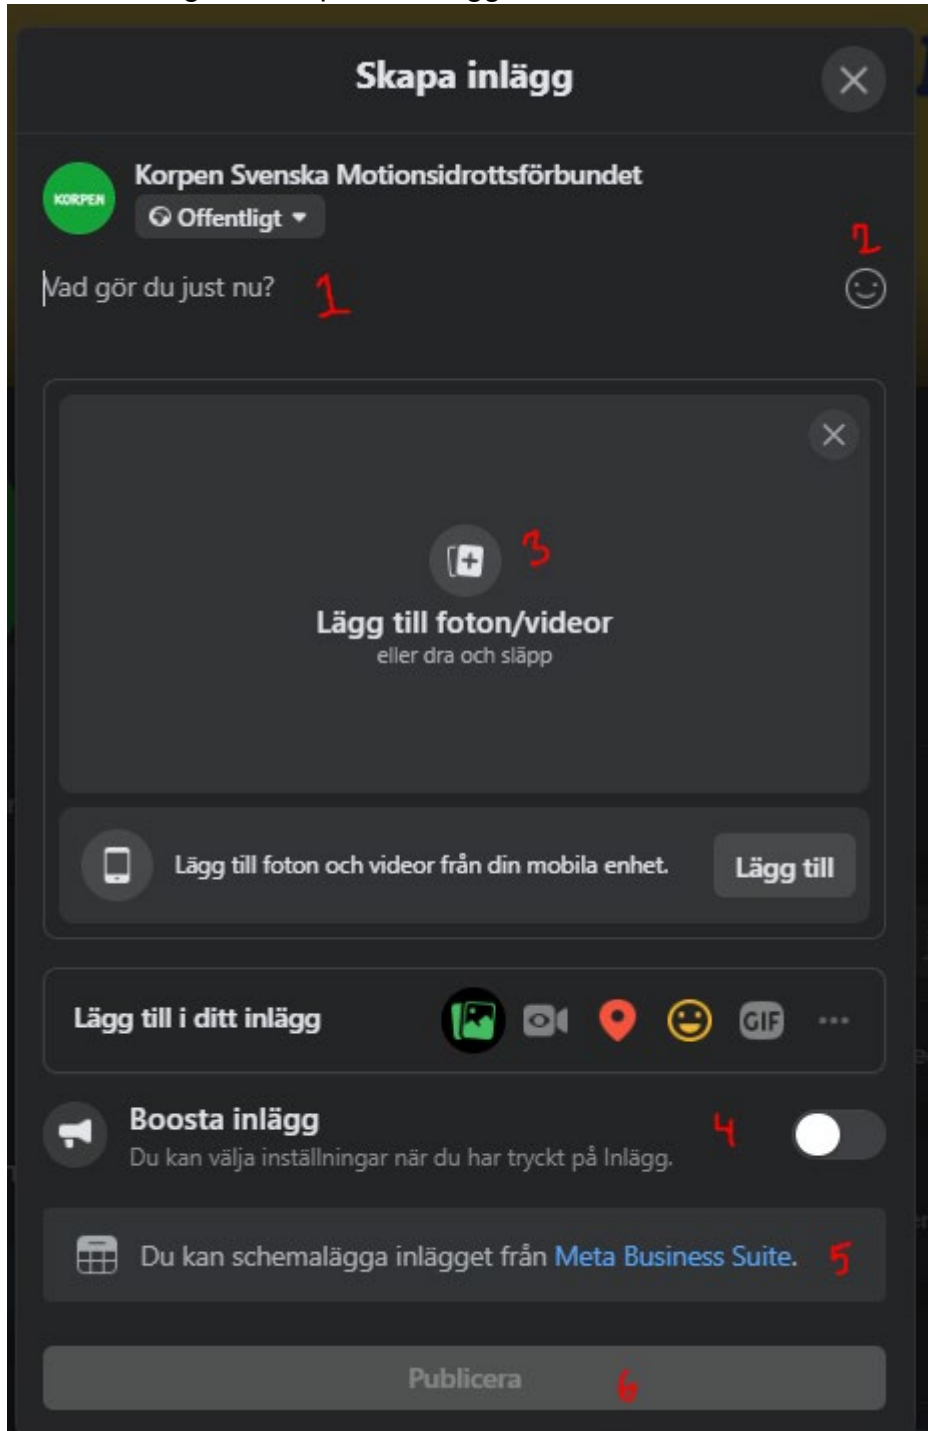 Skapa inlägg
Korpen Svenska Motionsidrottsförbundet
KORPEN
Offentligt
2
Vad gör du just nu? 1
3
Lägg till foton/videor
eller dra och släpp
Lägg till foton och videor från din mobila enhet. Lägg till
Lägg till i ditt inlägg GIF
Boosta inlägg
4
Du kan välja inställningar när du har tryckt på Inlägg.
Du kan schemalägga inlägget från Meta Business Suite. 5
Publicera 6